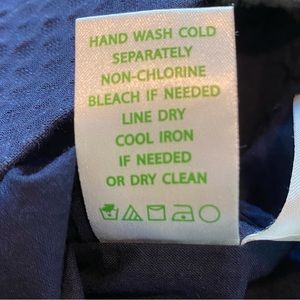 HAND WASH COLD
SEPARATELY
NON-CHLORINE
BLEACH IF NEEDED
LINE DRY
COOL IRON
IF NEEDED
OR DRY CLEAN